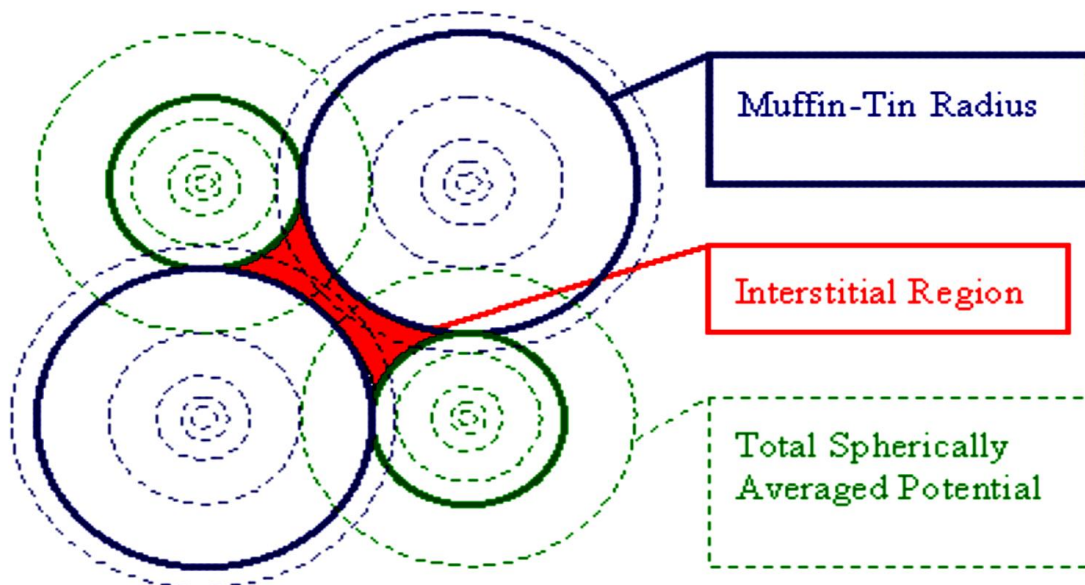 Muffin-Tin Radius
Interstitial Region
Total Spherically
Averaged Potential